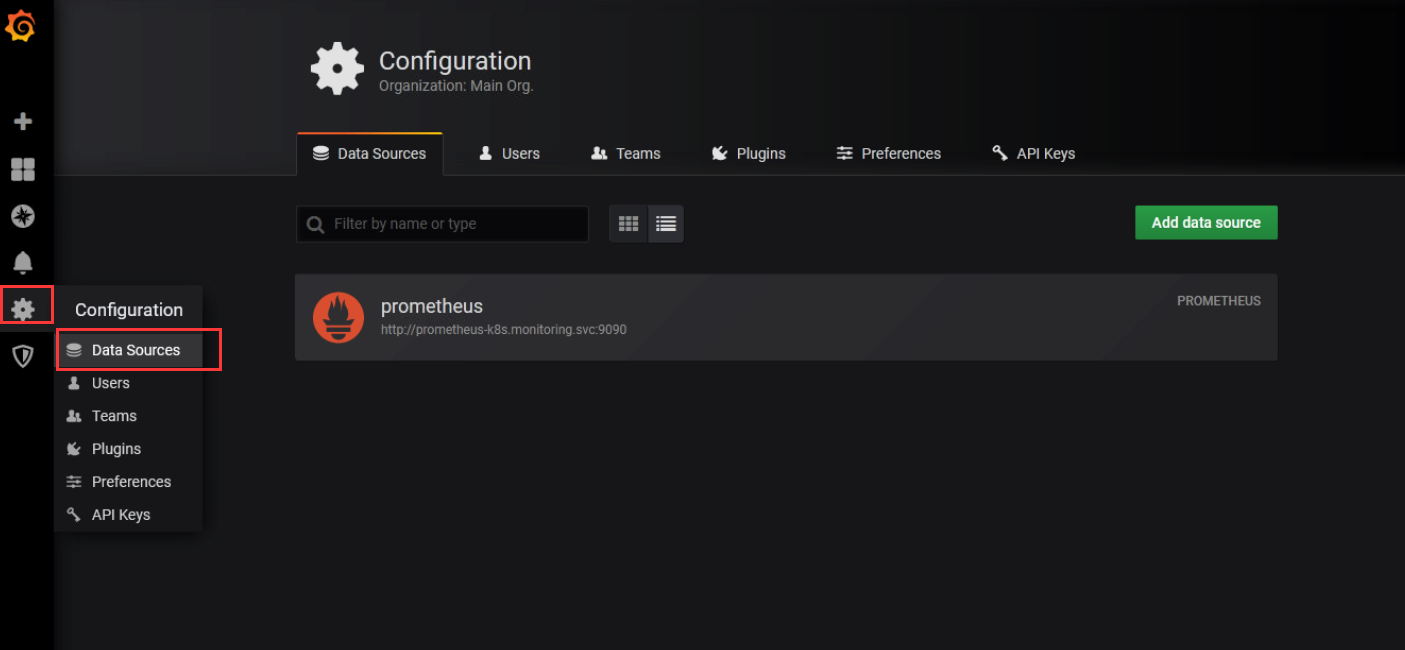 Configuration
Organization: Main Org.
Data Sources Users Teams Plugins Preferences API Keys
Filter by name or type
Add data source
prometheus
PROMETHEUS
http://prometheus-k8s.monitoring.svc:9090
Configuration
Data Sources
Users
Teams
Plugins
Preferences
API Keys